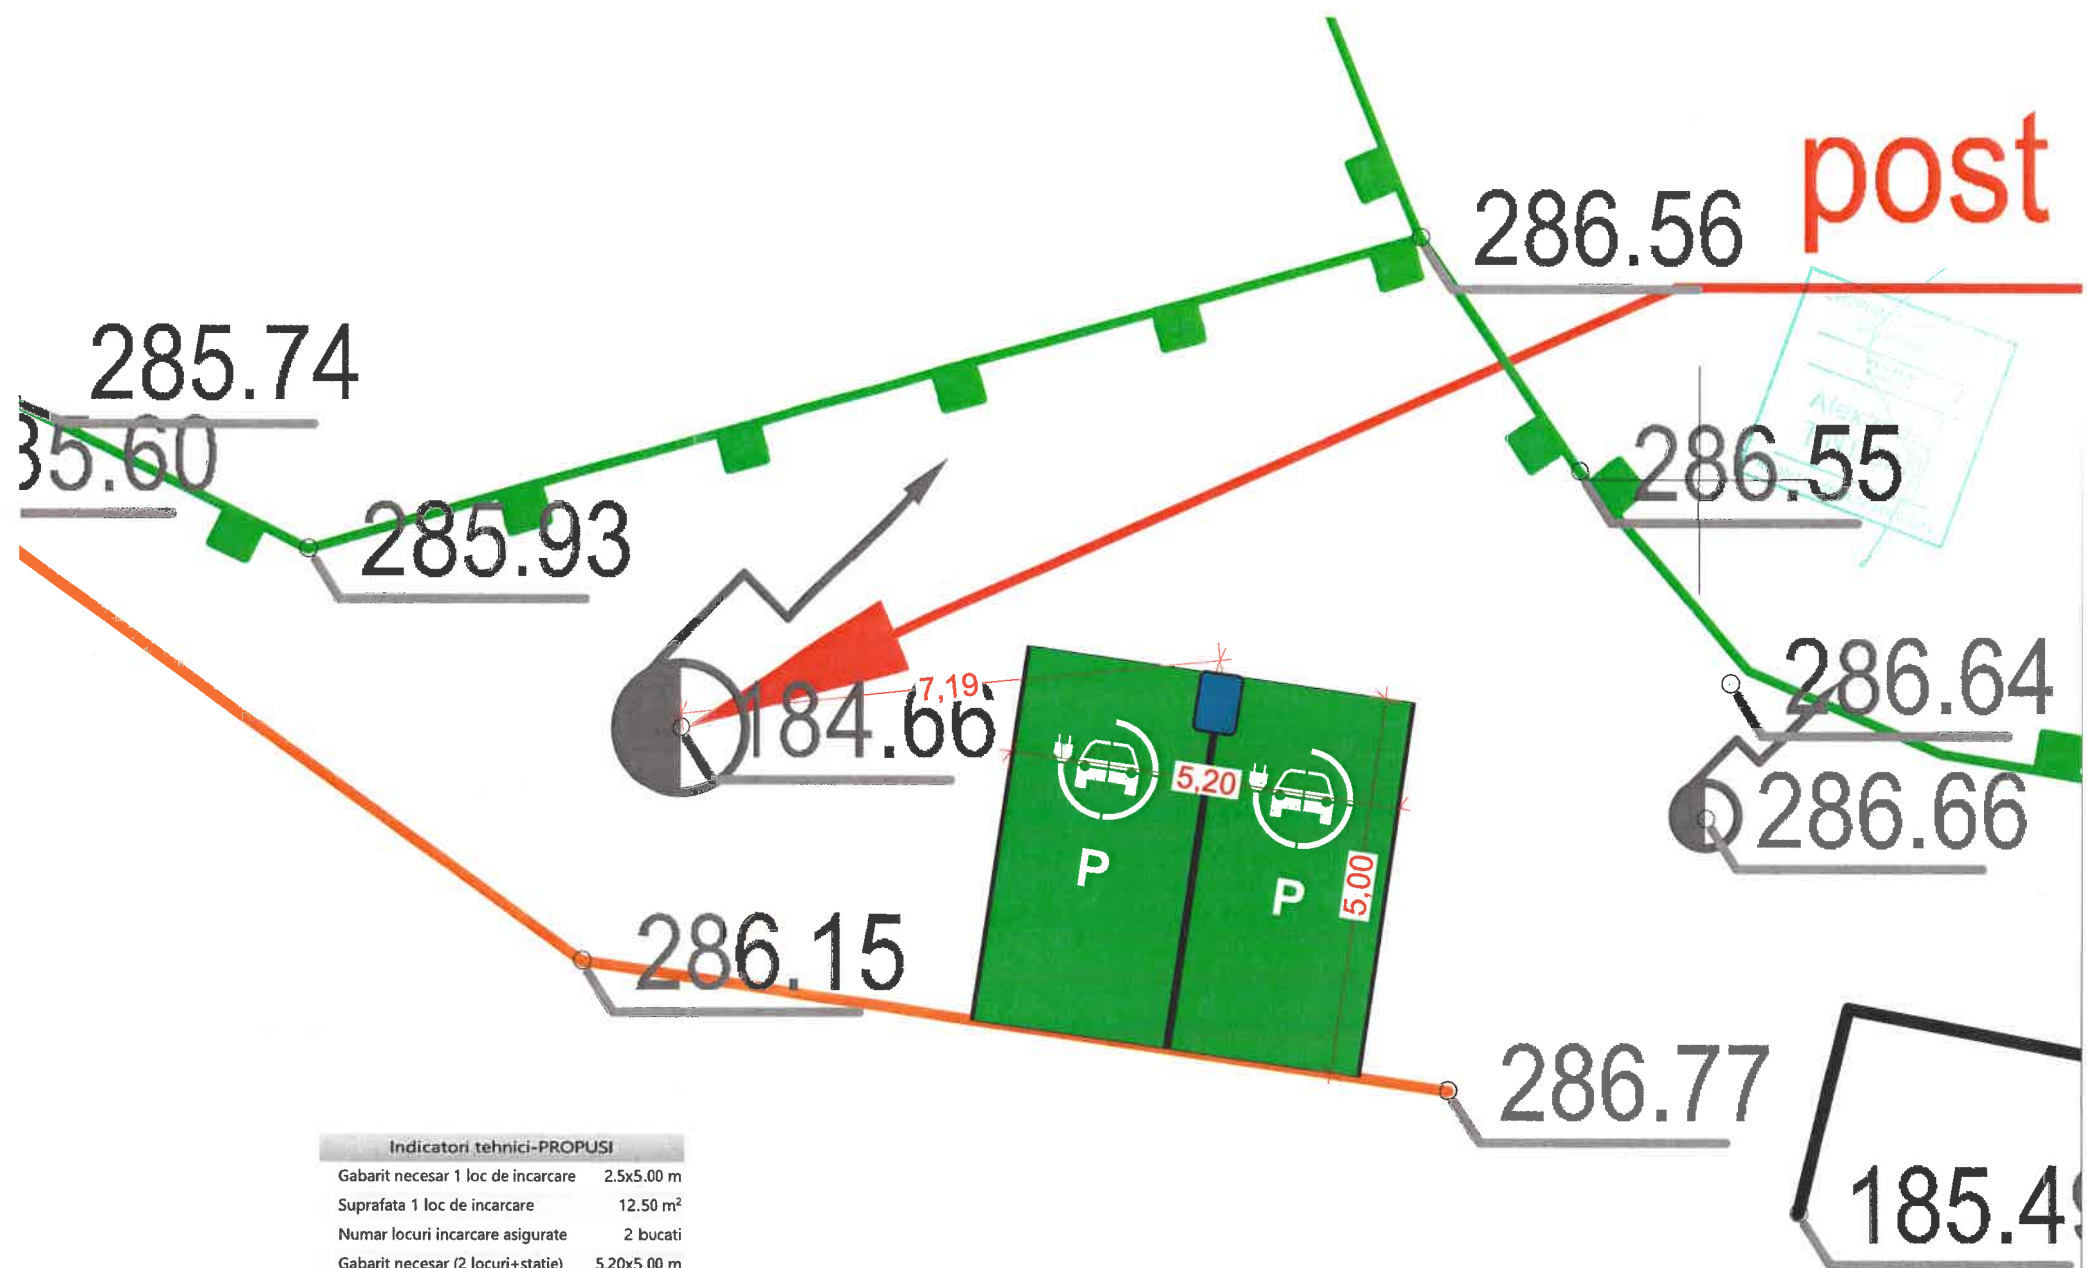 post
286.56
285.74
35.60
286.55
285.93
286.64
7,19
184.66
5,20
286.66
P
P
5,00
286.15
286.77
Indicatori tehnici-PROPUSI
Gabarit necesar 1 loc de incarcare 2.5x5.00 m
Suprafata 1 loc de incarcare 12.50 m²
Numar locuri incarcare asigurate 2 bucati
Gabarit necesar (2 locuri+statie) 5.20x5.00 m
185.49